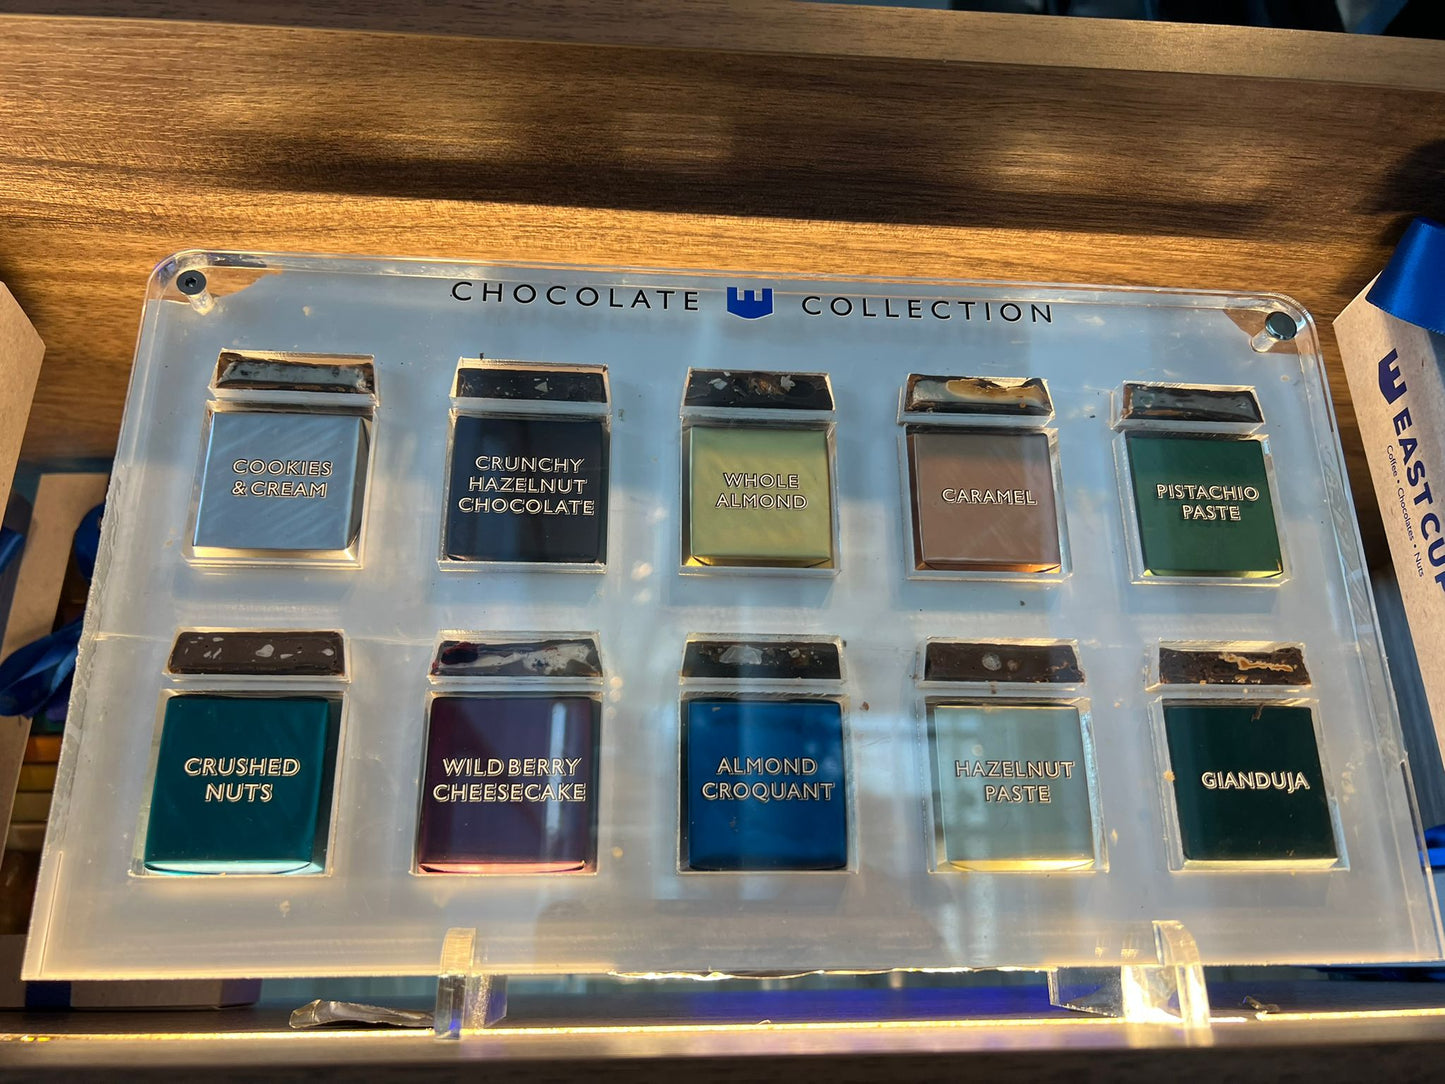 CHOCOLATE COLLECTION
COOKIES
& CREAM
CRUNCHY
HAZELNUT
CHOCOLATE
WHOLE
ALMOND
CARAMEL
PISTACHIO
PASTE
CRUSHED
NUTS
WILD BERRY
CHEESECAKE
ALMOND
CROQUANT
HAZELNUT
PASTE
GIANDUJA
EAST CUP
Coffee • Chocolates • Nuts